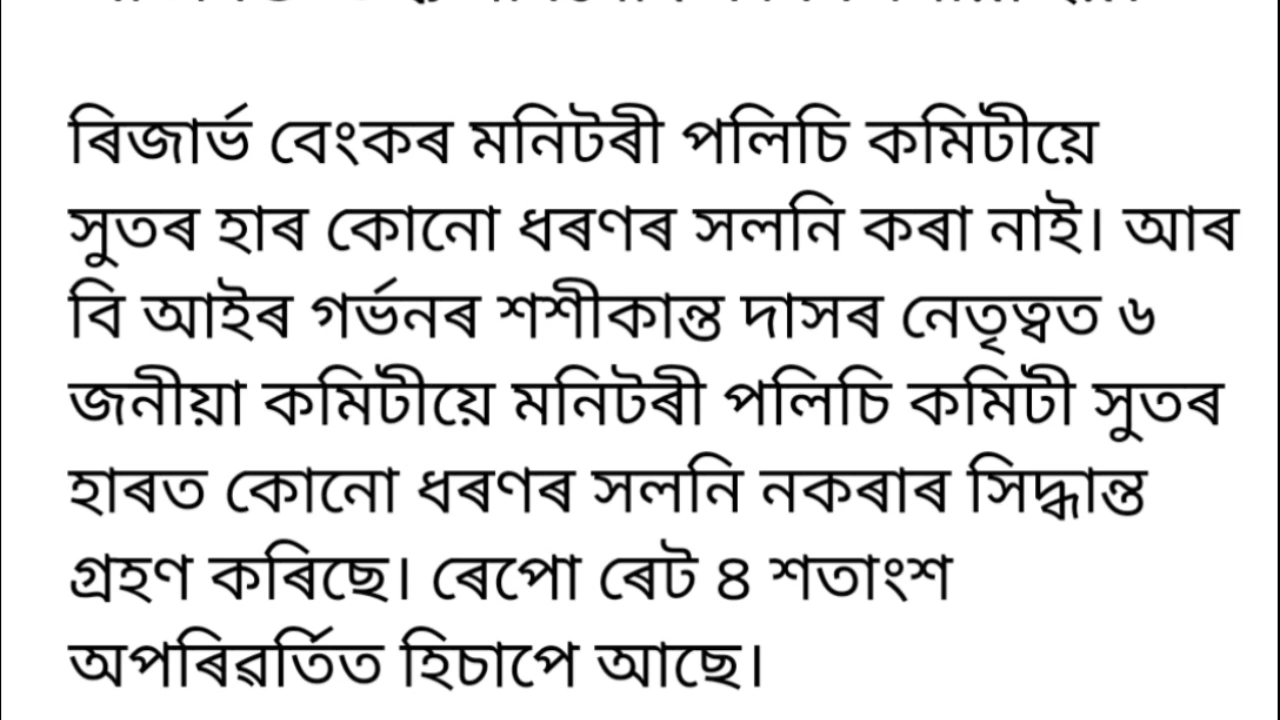 ৰিজাৰ্ভ বেংকৰ মনিটৰী পলিচি কমিটীয়ে
সুতৰ হাৰ কোনো ধৰণৰ সলনি কৰা নাই। আৰ
বি আইৰ গৰ্ভনৰ শশীকান্ত দাসৰ নেতৃত্বত ৬
জনীয়া কমিটীয়ে মনিটৰী পলিচি কমিটী সুতৰ
হাৰত কোনো ধৰণৰ সলনি নকৰাৰ সিদ্ধান্ত
গ্ৰহণ কৰিছে। ৰেপো ৰেট ৪ শতাংশ
অপৰিৱৰ্তিত হিচাপে আছে।